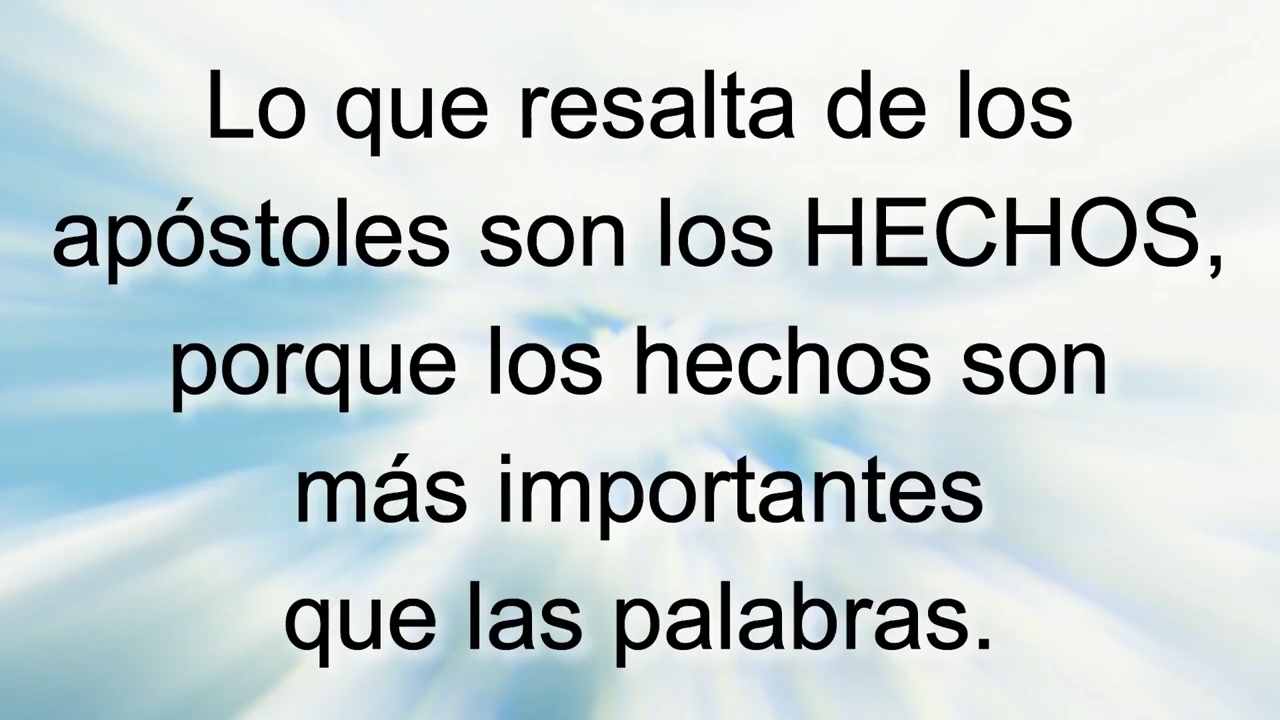 Lo que resalta de los
apóstoles son los HECHOS,
porque los hechos son
más importantes
que las palabras.